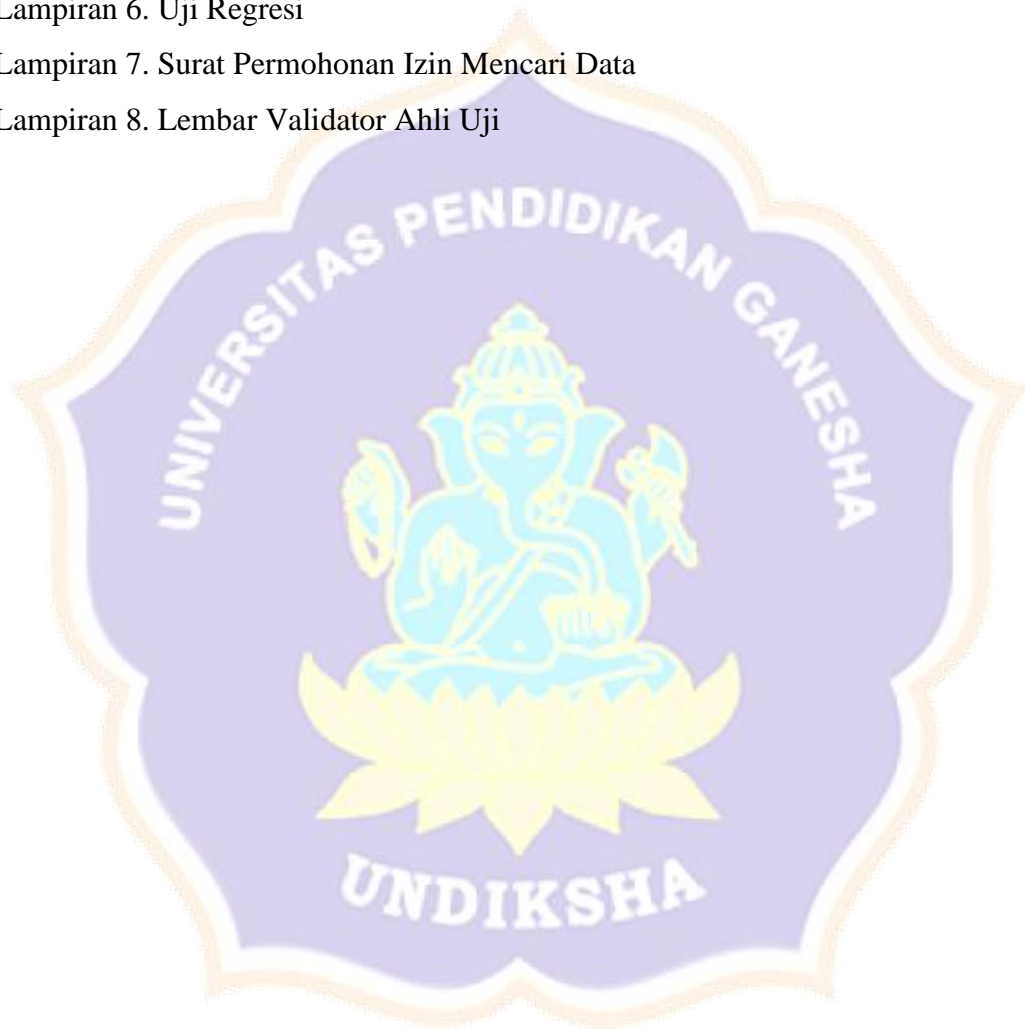 Lampiran 6. Uji Regresi
Lampiran 7. Surat Permohonan Izin Mencari Data
Lampiran 8. Lembar Validator Ahli Uji
UNIVERSITAS PENDIDIKAN GANESHA
UNDIKSHA